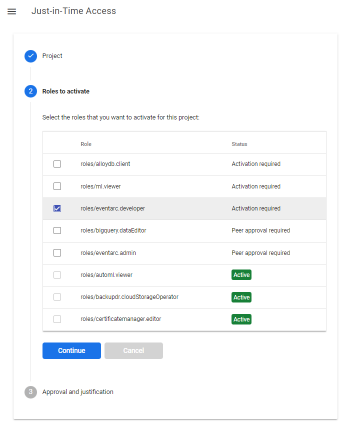 Just-in-Time Access
Project
2 Roles to activate
Select the roles that you want to activate for this project:
Role Status
roles/alloydb.client Activation required
roles/ml.viewer Activation required
roles/eventarc.developer Activation required
roles/bigquery.dataEditor Peer approval required
roles/eventarc.admin Peer approval required
roles/automl.viewer Active
roles/backupdr.cloudStorageOperator Active
roles/certificatemanager.editor Active
Continue Cancel
3 Approval and justification